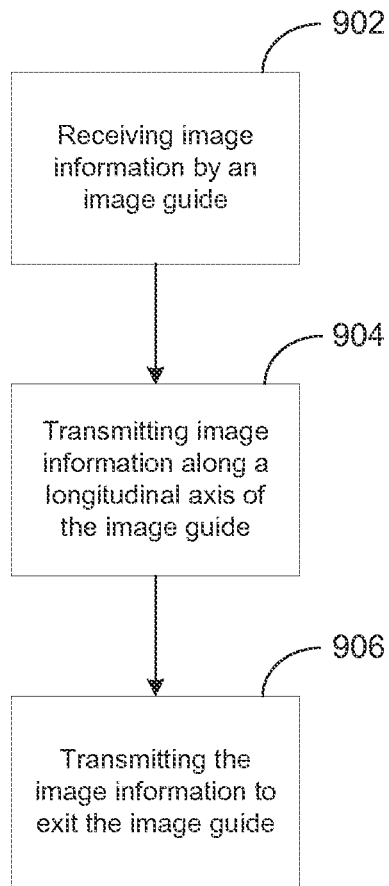 902
Receiving image
information by an
image guide
904
Transmitting image
information along a
longitudinal axis of
the image guide
906
Transmitting the
image information to
exit the image guide